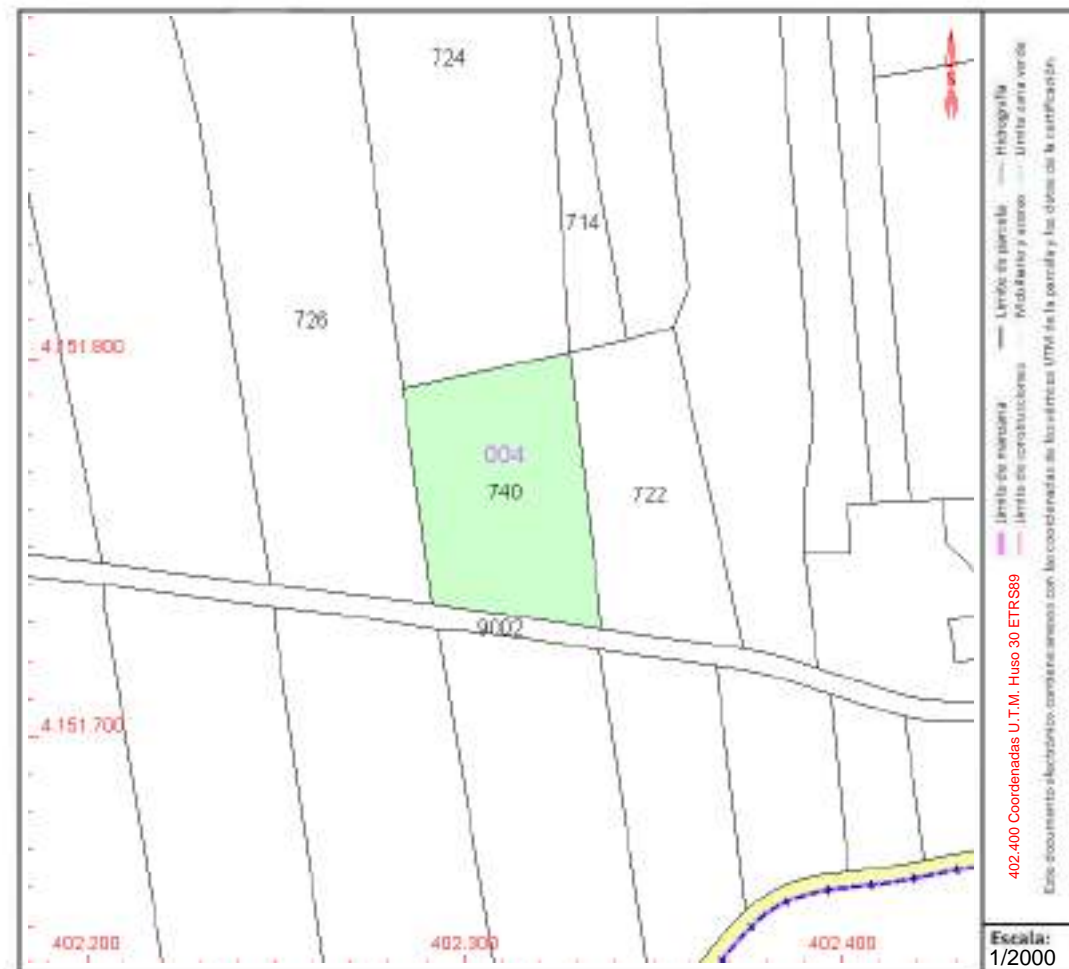 724
714
726
4.151.800
004
740
722
9002
4.151.700
402.200
402.300
402.400
402.400 Coordenadas U.T.M. Huso 30 ETRS89
Límite de manzana
Límite de parcela
Hidrografía
Límite de construcciones
Mobiliario y aceras
Límite zona verde
Este documento electrónico contiene anexo con las coordenadas de los vértices UTM de la parcela y los datos de la certificación.
Escala:
1/2000